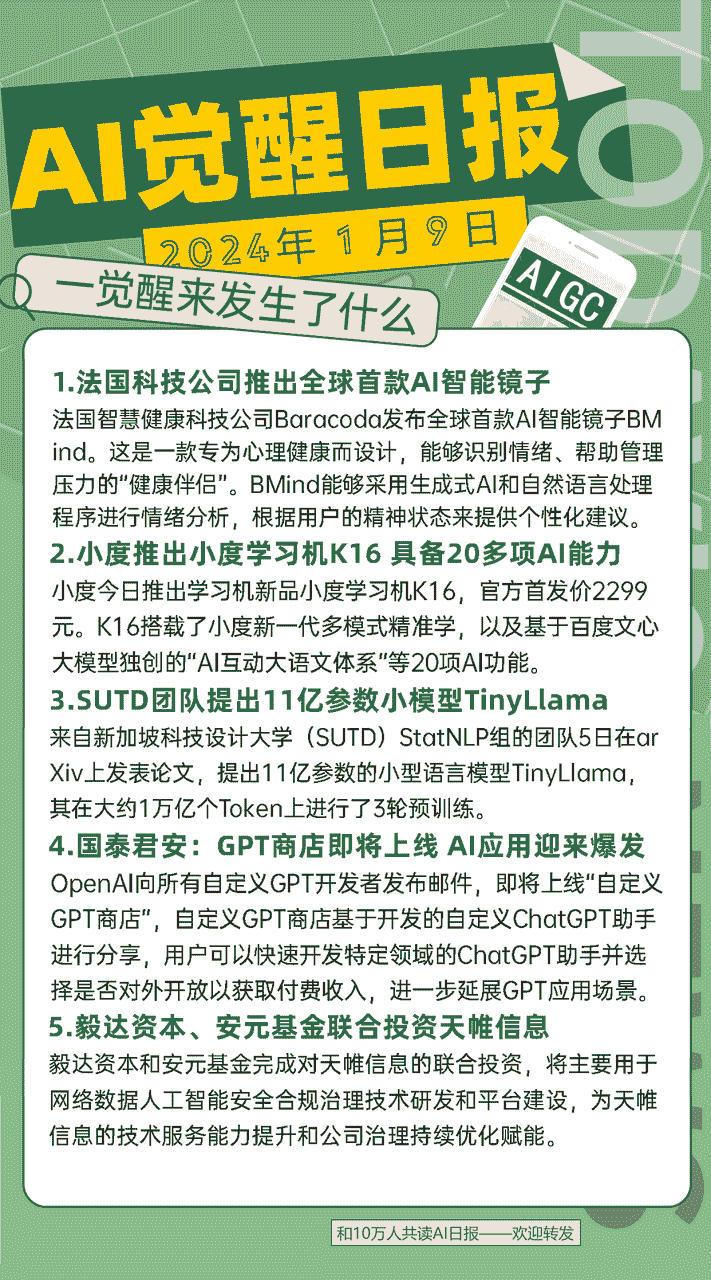 AI觉醒日报
2024年1月9日
一觉醒来发生了什么
AIGC
1.法国科技公司推出全球首款AI智能镜子
法国智慧健康科技公司Baracoda发布全球首款AI智能镜子BM
ind。这是一款专为心理健康而设计，能够识别情绪、帮助管理
压力的“健康伴侣”。BMind能够采用生成式AI和自然语言处理
程序进行情绪分析，根据用户的精神状态来提供个性化建议。
2.小度推出小度学习机K16 具备20多项AI能力
小度今日推出学习机新品小度学习机K16，官方首发价2299
元。K16搭载了小度新一代多模式精准学，以及基于百度文心
大模型独创的“AI互动大语文体系”等20项AI功能。
3.SUTD团队提出11亿参数小模型TinyLlama
来自新加坡科技设计大学（SUTD）StatNLP组的团队5日在ar
Xiv上发表论文，提出11亿参数的小型语言模型TinyLlama，
其在大约1万亿个Token上进行了3轮预训练。
4.国泰君安：GPT商店即将上线 AI应用迎来爆发
OpenAI向所有自定义GPT开发者发布邮件，即将上线“自定义
GPT商店”，自定义GPT商店基于开发的自定义ChatGPT助手
进行分享，用户可以快速开发特定领域的ChatGPT助手并选
择是否对外开放以获取付费收入，进一步延展GPT应用场景。
5.毅达资本、安元基金联合投资天帷信息
毅达资本和安元基金完成对天帷信息的联合投资，将主要用于
网络数据人工智能安全合规治理技术研发和平台建设，为天帷
信息的技术服务能力提升和公司治理持续优化赋能。
和10万人共读AI日报——欢迎转发